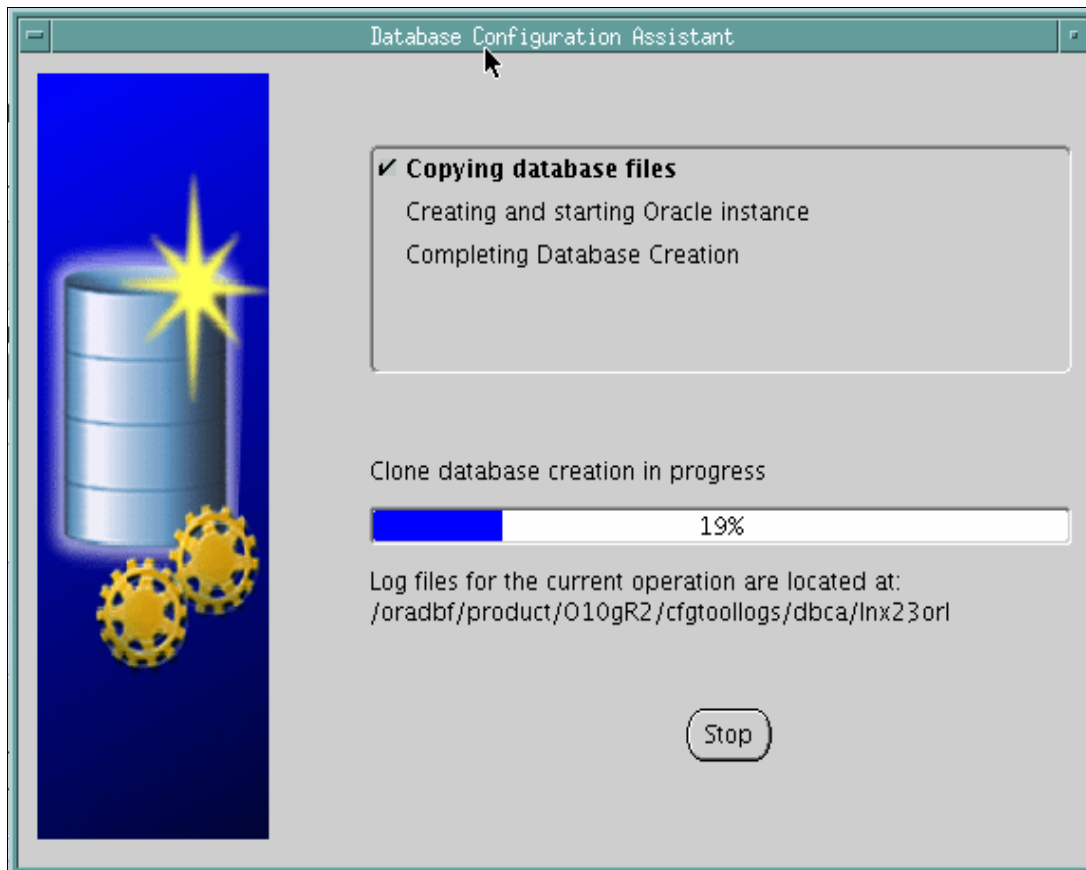 Database Configuration Assistant
✔ Copying database files
Creating and starting Oracle instance
Completing Database Creation
Clone database creation in progress
19%
Log files for the current operation are located at:
/oradbf/product/O10gR2/cfgtoollogs/dbca/lnx23orl
Stop